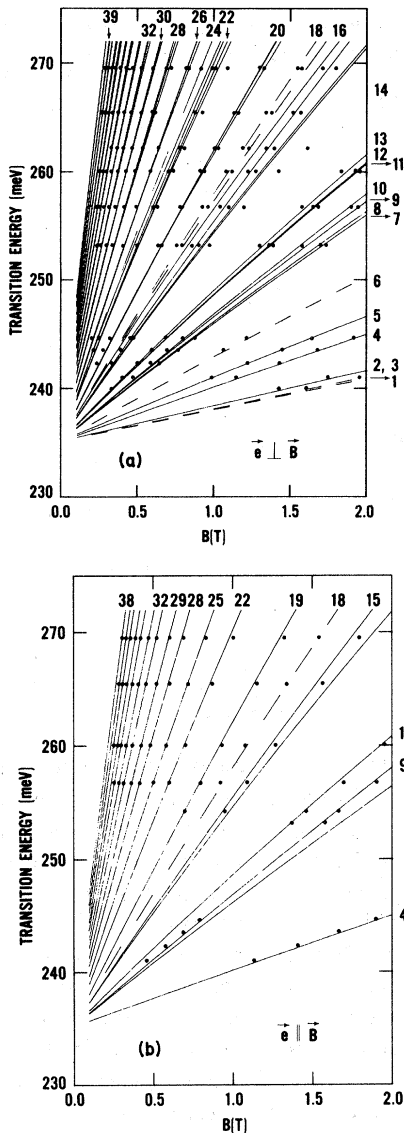 39 32 30 28 26 24 22 20 18 16
270
14
13
260
12
→11
10
→9
8
→7
250
6
5
4
240
2, 3
→1
230
TRANSITION ENERGY (meV)
(a)
e ⊥ B
0.0 0.5 1.0 1.5 2.0
B(T)
38 32 29 28 25 22 19 18 15
270
260
9
250
4
240
230
TRANSITION ENERGY (meV)
(b)
e ∥ B
0.0 0.5 1.0 1.5 2.0
B(T)